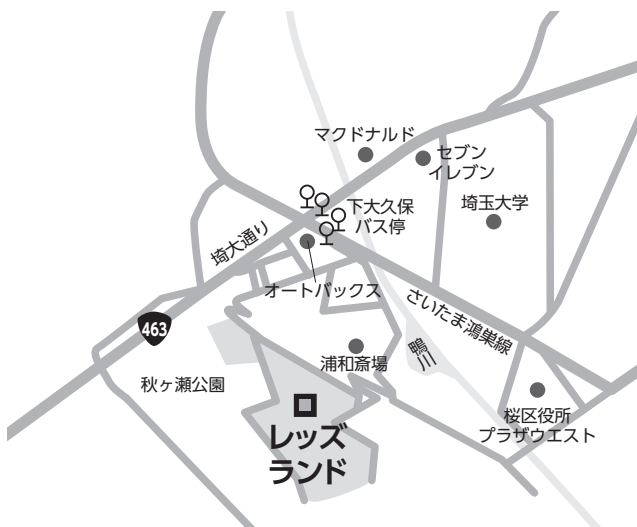 マクドナルド
セブン
イレブン
下大久保
バス停
埼玉大学
埼大通り
オートバックス
さいたま鴻巣線
463
浦和斎場
鴨川
秋ヶ瀬公園
桜区役所
プラザウエスト
レッズ
ランド